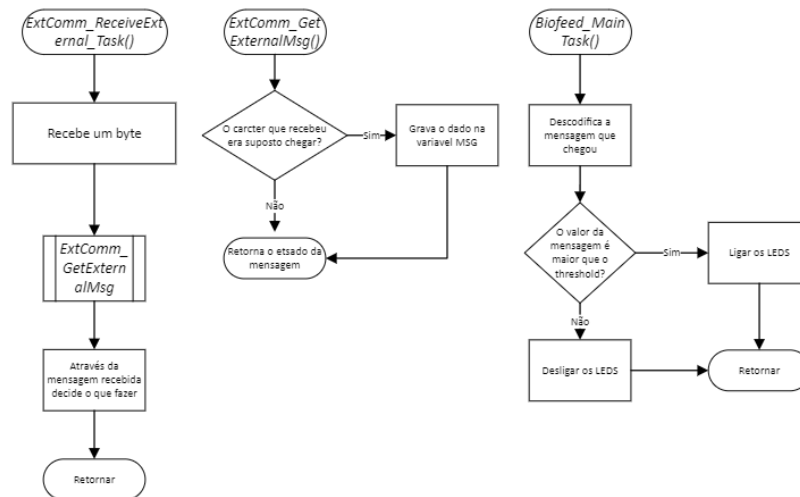 ExtComm_ReceiveExt
ernal_Task()
Recebe um byte
ExtComm_
GetExtern
alMsg
Através da
mensagem recebida
decide o que fazer
Retornar
ExtComm_Get
ExternalMsg()
O carcter que recebeu
era suposto chegar?
Sim
Grava o dado na
variavel MSG
Não
Retorna o etsado da
mensagem
Biofeed_Main
Task()
Descodifica a
mensagem que
chegou
O valor da
mensagem é
maior que o
threshold?
Sim
Ligar os LEDS
Não
Desligar os LEDS
Retornar